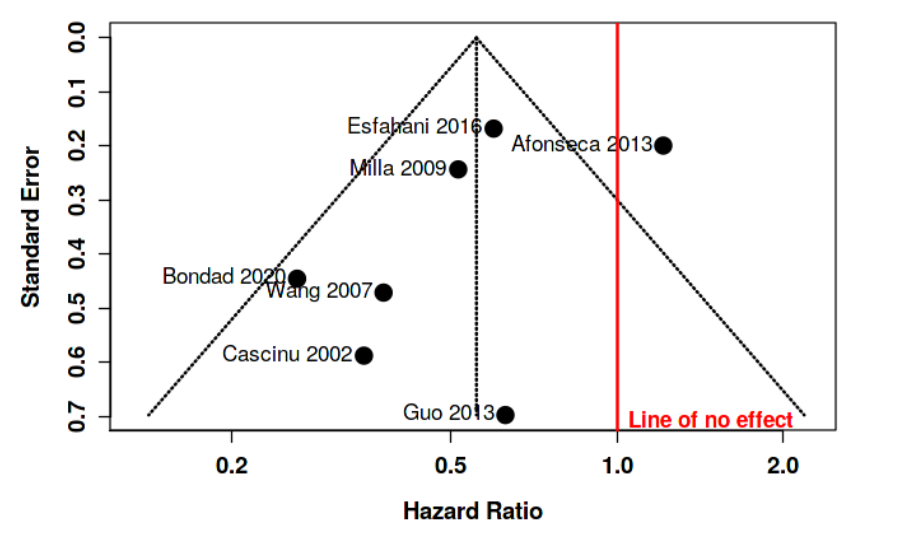 0.0
0.1
0.2
0.3
0.4
0.5
0.6
0.7
Standard Error
Esfahani 2016
Afonseca 2013
Milla 2009
Bondad 2020
Wang 2007
Cascinu 2002
Guo 2013
Line of no effect
0.2 0.5 1.0 2.0
Hazard Ratio